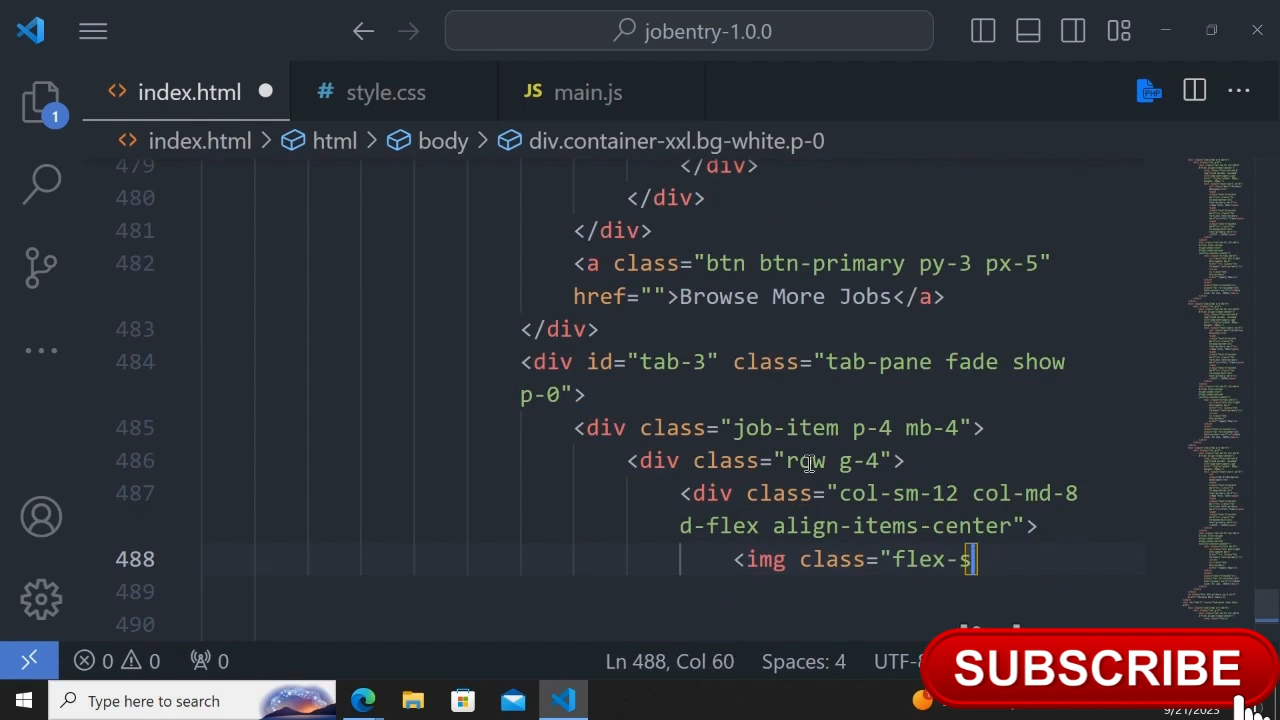 jobentry-1.0.0
index.html
# style.css
JS main.js
1
index.html > html > body > div.container-xxl.bg-white.p-0
479 </div>
480 </div>
481 </div>
482 <a class="btn btn-primary py-3 px-5"
href="">Browse More Jobs</a>
483 </div>
484 <div id="tab-3" class="tab-pane fade show
p-0">
485 <div class="job-item p-4 mb-4">
486 <div class="row g-4">
487 <div class="col-sm-12 col-md-8
d-flex align-items-center">
488 <img class="flex-s
489
490
0 0 0
Ln 488, Col 60
Spaces: 4
SUBSCRIBE
Type here to search
9/21/2023